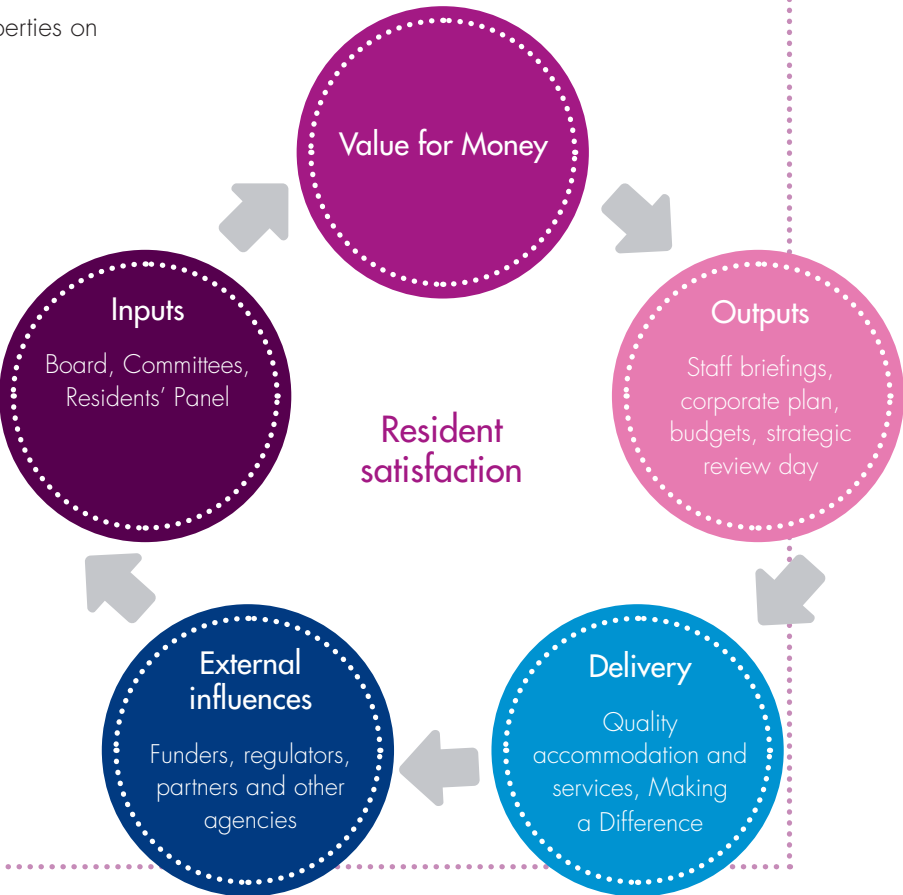 perties on
Value for Money
Inputs
Board, Committees,
Residents’ Panel
Outputs
Staff briefings,
corporate plan,
budgets, strategic
review day
Resident
satisfaction
External
influences
Funders, regulators,
partners and other
agencies
Delivery
Quality
accommodation and
services, Making
a Difference